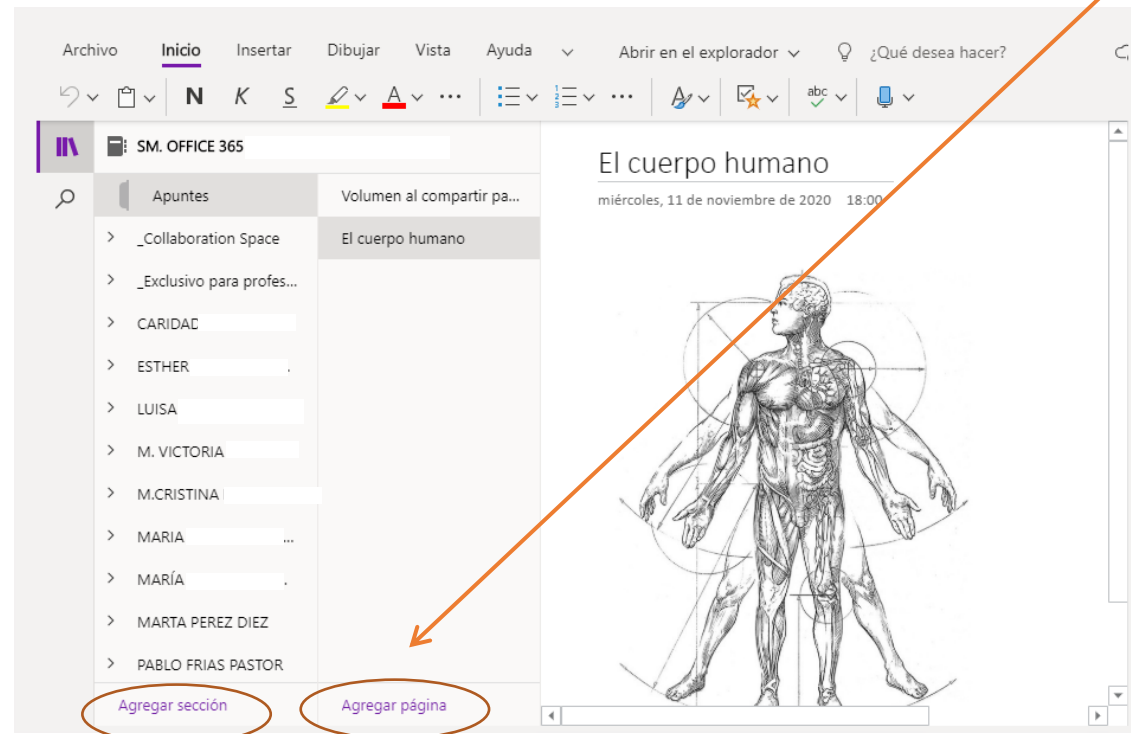 Archivo Inicio Insertar Dibujar Vista Ayuda Abrir en el explorador ¿Qué desea hacer?
N K S A abc
SM. OFFICE 365
Apuntes
_Collaboration Space
_Exclusivo para profes...
CARIDAD
ESTHER .
LUISA
M. VICTORIA
M.CRISTINA
MARIA ...
MARÍA .
MARTA PEREZ DIEZ
PABLO FRIAS PASTOR
Agregar sección
Volumen al compartir pa...
El cuerpo humano
Agregar página
El cuerpo humano
miércoles, 11 de noviembre de 2020 18:00